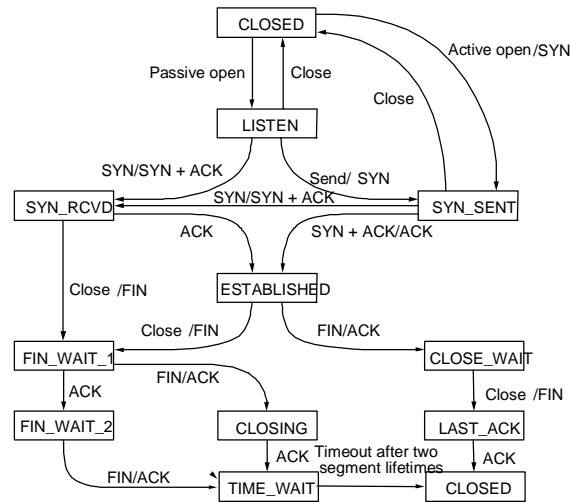 CLOSED
Active open/SYN
Passive open
Close
Close
LISTEN
SYN/SYN + ACK
Send/ SYN
SYN/SYN + ACK
SYN_RCVD
SYN_SENT
ACK
SYN + ACK/ACK
Close /FIN
ESTABLISHED
Close /FIN
FIN/ACK
FIN_WAIT_1
CLOSE_WAIT
FIN/ACK
ACK
Close /FIN
FIN_WAIT_2
CLOSING
LAST_ACK
ACK
Timeout after two
segment lifetimes
ACK
FIN/ACK
TIME_WAIT
CLOSED